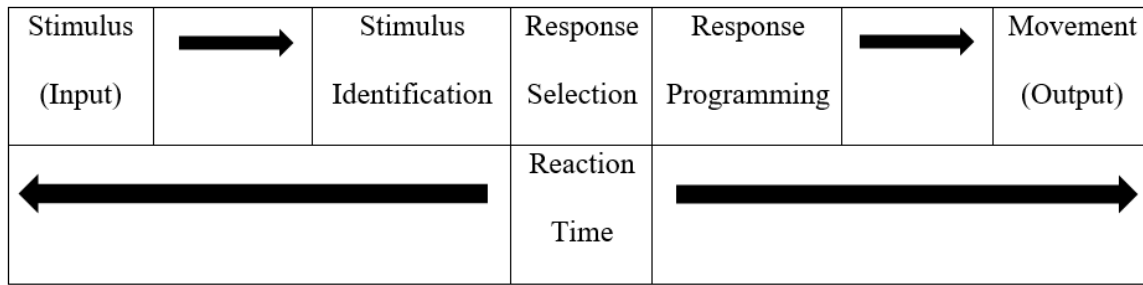 Stimulus
(Input)
Stimulus
Identification
Response
Selection
Response
Programming
Movement
(Output)
Reaction
Time